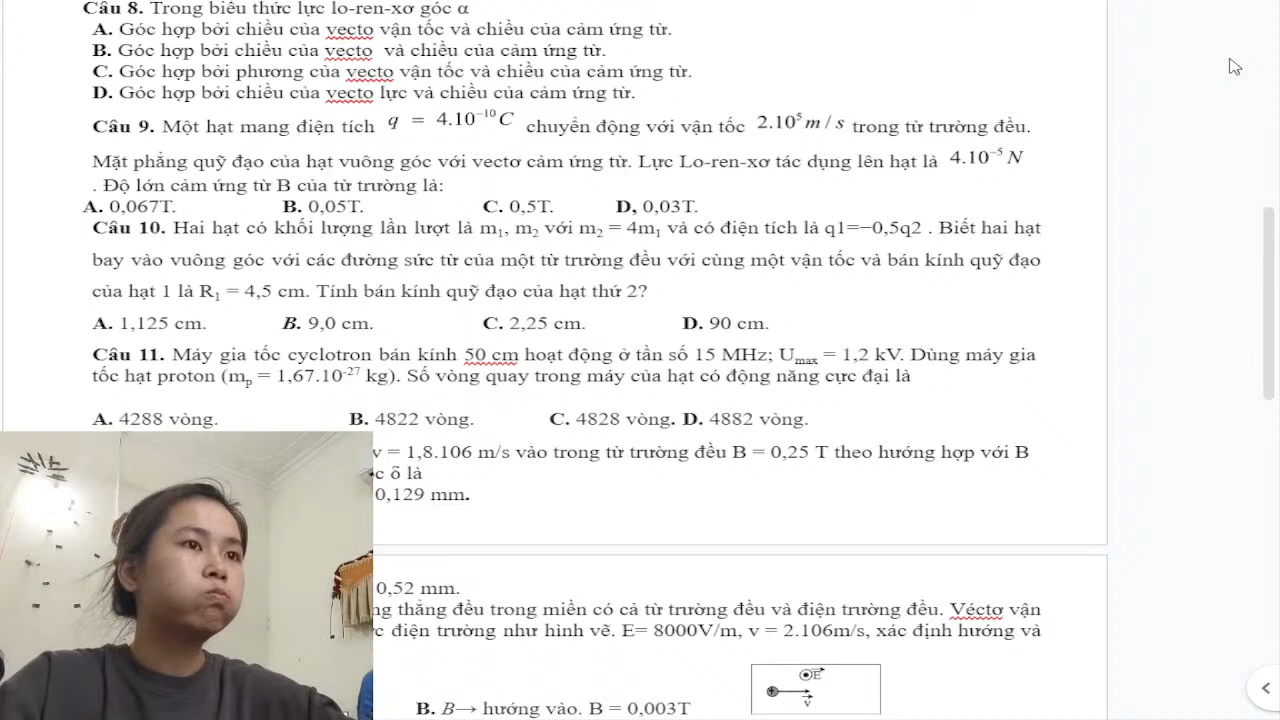 Câu 8. Trong biểu thức lực lo-ren-xơ góc α
A. Góc hợp bởi chiều của vecto vận tốc và chiều của cảm ứng từ.
B. Góc hợp bởi chiều của vecto và chiều của cảm ứng từ.
C. Góc hợp bởi phương của vecto vận tốc và chiều của cảm ứng từ.
D. Góc hợp bởi chiều của vecto lực và chiều của cảm ứng từ.
Câu 9. Một hạt mang điện tích q = 4.10⁻¹⁰ C chuyển động với vận tốc 2.10⁵ m / s trong từ trường đều.
Mặt phẳng quỹ đạo của hạt vuông góc với vectơ cảm ứng từ. Lực Lo-ren-xơ tác dụng lên hạt là 4.10⁻⁵ N
. Độ lớn cảm ứng từ B của từ trường là:
A. 0,067T. B. 0,05T. C. 0,5T. D, 0,03T.
Câu 10. Hai hạt có khối lượng lần lượt là m₁, m₂ với m₂ = 4m₁ và có điện tích là q1=−0,5q2 . Biết hai hạt
bay vào vuông góc với các đường sức từ của một từ trường đều với cùng một vận tốc và bán kính quỹ đạo
của hạt 1 là R₁ = 4,5 cm. Tính bán kính quỹ đạo của hạt thứ 2?
A. 1,125 cm. B. 9,0 cm. C. 2,25 cm. D. 90 cm.
Câu 11. Máy gia tốc cyclotron bán kính 50 cm hoạt động ở tần số 15 MHz; Uₘₐₓ = 1,2 kV. Dùng máy gia
tốc hạt proton (mₚ = 1,67.10⁻²⁷ kg). Số vòng quay trong máy của hạt có động năng cực đại là
A. 4288 vòng. B. 4822 vòng. C. 4828 vòng. D. 4882 vòng.
v = 1,8.106 m/s vào trong từ trường đều B = 0,25 T theo hướng hợp với B
c ố là
0,129 mm.
0,52 mm.
ng thẳng đều trong miền có cả từ trường đều và điện trường đều. Véctơ vận
c điện trường như hình vẽ. E= 8000V/m, v = 2.106m/s, xác định hướng và
E
v
B. B→ hướng vào. B = 0,003T